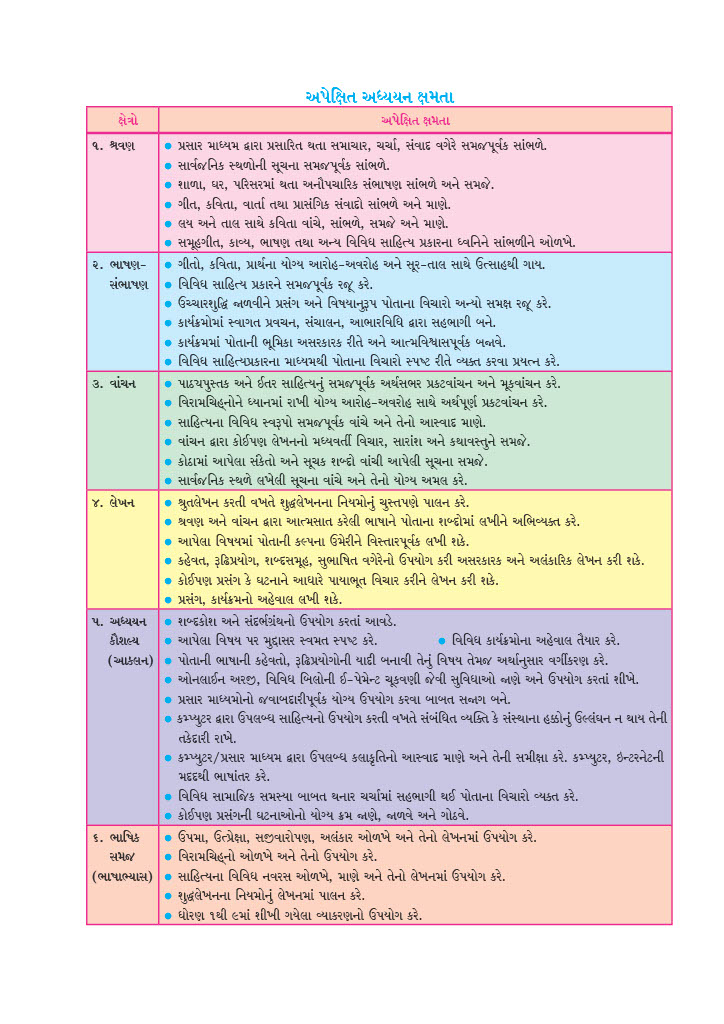 અપેક્ષિત અધ્યયન ક્ષમતા
ક્ષેત્રો અપેક્ષિત ક્ષમતા
૧. શ્રવણ ● પ્રસાર માધ્યમ દ્વારા પ્રસારિત થતા સમાચાર, ચર્ચા, સંવાદ વગેરે સમજપૂર્વક સાંભળે.
● સાર્વજનિક સ્થળોની સૂચના સમજપૂર્વક સાંભળે.
● શાળા, ઘર, પરિસરમાં થતા અનૌપચારિક સંભાષણ સાંભળે અને સમજે.
● ગીત, કવિતા, વાર્તા તથા પ્રાસંગિક સંવાદો સાંભળે અને માણે.
● લય અને તાલ સાથે કવિતા વાંચે, સાંભળે, સમજે અને માણે.
● સમૂહગીત, કાવ્ય, ભાષણ તથા અન્ય વિવિધ સાહિત્ય પ્રકારના ધ્વનિને સાંભળીને ઓળખે.
૨. ભાષણ- ● ગીતો, કવિતા, પ્રાર્થના યોગ્ય આરોહ-અવરોહ અને સૂર-તાલ સાથે ઉત્સાહથી ગાય.
સંભાષણ ● વિવિધ સાહિત્ય પ્રકારને સમજપૂર્વક રજૂ કરે.
● ઉચ્ચારશુદ્ધિ જાળવીને પ્રસંગ અને વિષયાનુરૂપ પોતાના વિચારો અન્યો સમક્ષ રજૂ કરે.
● કાર્યક્રમોમાં સ્વાગત પ્રવચન, સંચાલન, આભારવિધિ દ્વારા સહભાગી બને.
● કાર્યક્રમમાં પોતાની ભૂમિકા અસરકારક રીતે અને આત્મવિશ્વાસપૂર્વક બજાવે.
● વિવિધ સાહિત્યપ્રકારના માધ્યમથી પોતાના વિચારો સ્પષ્ટ રીતે વ્યક્ત કરવા પ્રયત્ન કરે.
૩. વાંચન ● પાઠ્યપુસ્તક અને ઈતર સાહિત્યનું સમજપૂર્વક અર્થસભર પ્રકટવાંચન અને મૂકવાંચન કરે.
● વિરામચિહ્નોને ધ્યાનમાં રાખી યોગ્ય આરોહ-અવરોહ સાથે અર્થપૂર્ણ પ્રકટવાંચન કરે.
● સાહિત્યના વિવિધ સ્વરૂપો સમજપૂર્વક વાંચે અને તેનો આસ્વાદ માણે.
● વાંચન દ્વારા કોઈપણ લેખનનો મધ્યવર્તી વિચાર, સારાંશ અને કથાવસ્તુને સમજે.
● કોઠામાં આપેલા સંકેતો અને સૂચક શબ્દો વાંચી આપેલી સૂચના સમજે.
● સાર્વજનિક સ્થળે લખેલી સૂચના વાંચે અને તેનો યોગ્ય અમલ કરે.
૪. લેખન ● શ્રુતલેખન કરતી વખતે શુદ્ધલેખનના નિયમોનું ચુસ્તપણે પાલન કરે.
● શ્રવણ અને વાંચન દ્વારા આત્મસાત કરેલી ભાષાને પોતાના શબ્દોમાં લખીને અભિવ્યક્ત કરે.
● આપેલા વિષયમાં પોતાની કલ્પના ઉમેરીને વિસ્તારપૂર્વક લખી શકે.
● કહેવત, રૂઢિપ્રયોગ, શબ્દસમૂહ, સુભાષિત વગેરેનો ઉપયોગ કરી અસરકારક અને અલંકારિક લેખન કરી શકે.
● કોઈપણ પ્રસંગ કે ઘટનાને આધારે પાયાભૂત વિચાર કરીને લેખન કરી શકે.
● પ્રસંગ, કાર્યક્રમનો અહેવાલ લખી શકે.
૫. અધ્યયન ● શબ્દકોશ અને સંદર્ભગ્રંથનો ઉપયોગ કરતાં આવડે.
કૌશલ્ય ● આપેલા વિષય પર મુદ્દાસર સ્વમત સ્પષ્ટ કરે. ● વિવિધ કાર્યક્રમોના અહેવાલ તૈયાર કરે.
(આકલન) ● પોતાની ભાષાની કહેવતો, રૂઢિપ્રયોગોની યાદી બનાવી તેનું વિષય તેમજ અર્થાનુસાર વર્ગીકરણ કરે.
● ઓનલાઈન અરજી, વિવિધ બિલોની ઈ-પેમેન્ટ ચૂકવણી જેવી સુવિધાઓ જાણે અને ઉપયોગ કરતાં શીખે.
● પ્રસાર માધ્યમોનો જવાબદારીપૂર્વક યોગ્ય ઉપયોગ કરવા બાબત સજાગ બને.
● કમ્પ્યુટર દ્વારા ઉપલબ્ધ સાહિત્યનો ઉપયોગ કરતી વખતે સંબંધિત વ્યક્તિ કે સંસ્થાના હક્કોનું ઉલ્લંઘન ન થાય તેની
તકેદારી રાખે.
● કમ્પ્યુટર/પ્રસાર માધ્યમ દ્વારા ઉપલબ્ધ કલાકૃતિનો આસ્વાદ માણે અને તેની સમીક્ષા કરે. કમ્પ્યુટર, ઇન્ટરનેટની
મદદથી ભાષાંતર કરે.
● વિવિધ સામાજિક સમસ્યા બાબત થનાર ચર્ચામાં સહભાગી થઈ પોતાના વિચારો વ્યક્ત કરે.
● કોઈપણ પ્રસંગની ઘટનાઓનો યોગ્ય ક્રમ જાણે, જાળવે અને ગોઠવે.
૬. ભાષિક ● ઉપમા, ઉત્પ્રેક્ષા, સજીવારોપણ, અલંકાર ઓળખે અને તેનો લેખનમાં ઉપયોગ કરે.
સમજ ● વિરામચિહ્નો ઓળખે અને તેનો ઉપયોગ કરે.
(ભાષાભ્યાસ) ● સાહિત્યના વિવિધ નવરસ ઓળખે, માણે અને તેનો લેખનમાં ઉપયોગ કરે.
● શુદ્ધલેખનના નિયમોનું લેખનમાં પાલન કરે.
● ધોરણ ૧થી ૯માં શીખી ગયેલા વ્યાકરણનો ઉપયોગ કરે.